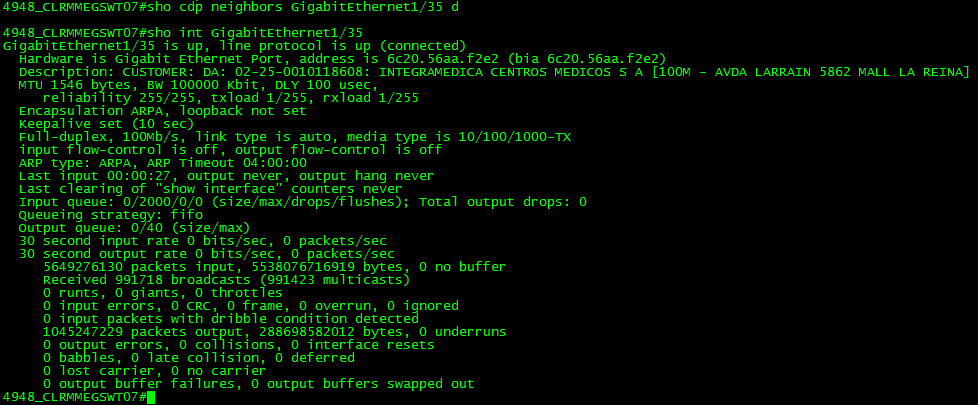 4948_CLRMMEGSWT07#sho cdp neighbors GigabitEthernet1/35 d
4948_CLRMMEGSWT07#sho int GigabitEthernet1/35
GigabitEthernet1/35 is up, line protocol is up (connected)
Hardware is Gigabit Ethernet Port, address is 6c20.56aa.f2e2 (bia 6c20.56aa.f2e2)
Description: CUSTOMER: DA: 02-25-0010118608: INTEGRAMEDICA CENTROS MEDICOS S A [100M - AVDA LARRAIN 5862 MALL LA REINA]
MTU 1546 bytes, BW 100000 Kbit, DLY 100 usec,
reliability 255/255, txload 1/255, rxload 1/255
Encapsulation ARPA, loopback not set
Keepalive set (10 sec)
Full-duplex, 100Mb/s, link type is auto, media type is 10/100/1000-TX
input flow-control is off, output flow-control is off
ARP type: ARPA, ARP Timeout 04:00:00
Last input 00:00:27, output never, output hang never
Last clearing of "show interface" counters never
Input queue: 0/2000/0/0 (size/max/drops/flushes); Total output drops: 0
Queueing strategy: fifo
Output queue: 0/40 (size/max)
30 second input rate 0 bits/sec, 0 packets/sec
30 second output rate 0 bits/sec, 0 packets/sec
5649276130 packets input, 5538076716919 bytes, 0 no buffer
Received 991718 broadcasts (991423 multicasts)
0 runts, 0 giants, 0 throttles
0 input errors, 0 CRC, 0 frame, 0 overrun, 0 ignored
0 input packets with dribble condition detected
1045247229 packets output, 288698582012 bytes, 0 underruns
0 output errors, 0 collisions, 0 interface resets
0 babbles, 0 late collision, 0 deferred
0 lost carrier, 0 no carrier
0 output buffer failures, 0 output buffers swapped out
4948_CLRMMEGSWT07#